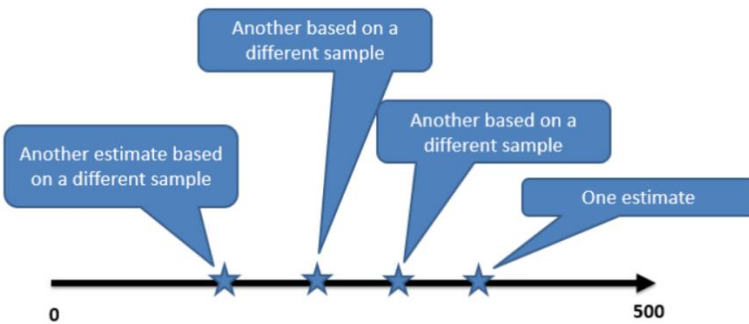 Another based on a
different sample
Another based on a
different sample
Another estimate based
on a different sample
One estimate
0
500